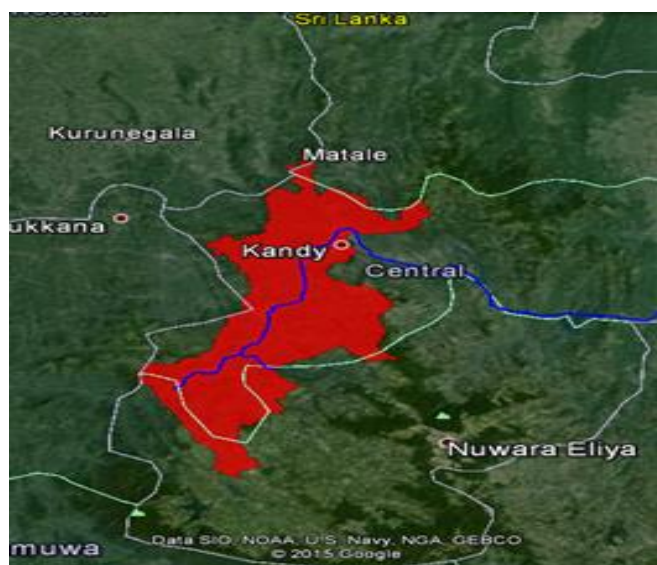 Sri Lanka
Kurunegala
Matale
ukkana
Kandy
Central
Nuwara Eliya
Data SIO, NOAA, U.S. Navy, NGA, GEBCO
© 2015 Google
muwa